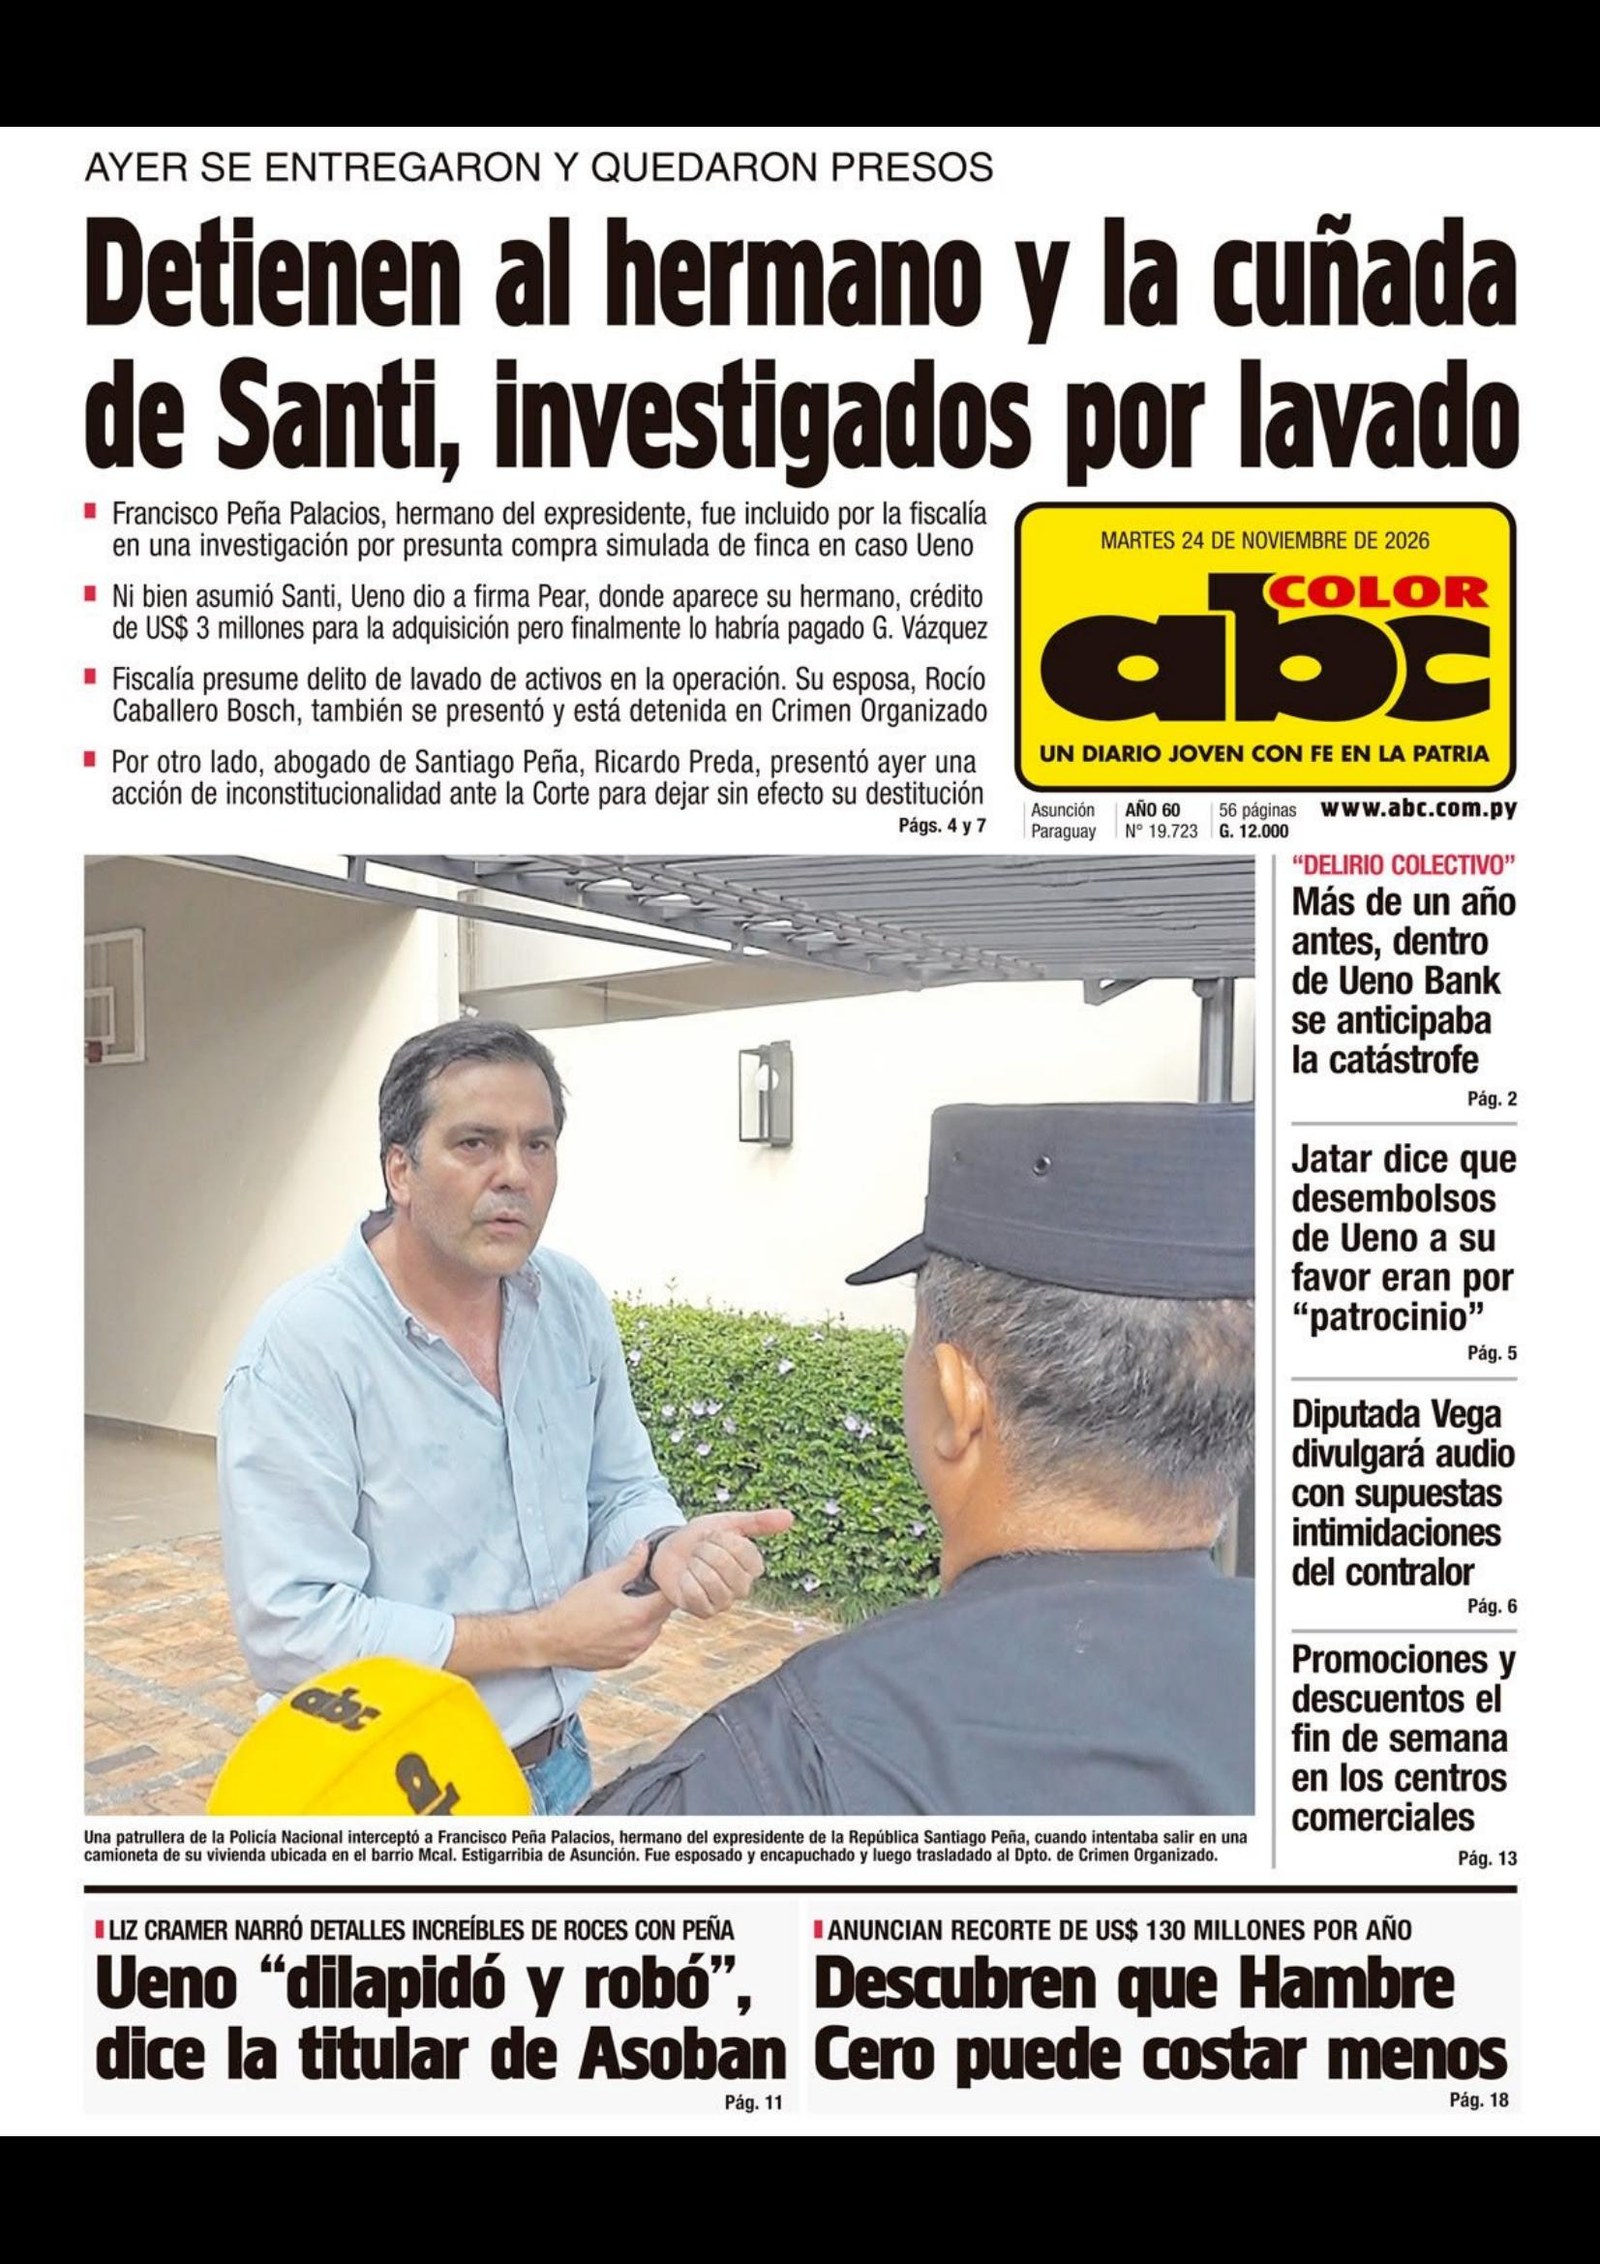 AYER SE ENTREGARON Y QUEDARON PRESOS
Detienen al hermano y la cuñada
de Santi, investigados por lavado
Francisco Peña Palacios, hermano del expresidente, fue incluido por la fiscalía
en una investigación por presunta compra simulada de finca en caso Ueno
Ni bien asumió Santi, Ueno dio a firma Pear, donde aparece su hermano, crédito
de US$ 3 millones para la adquisición pero finalmente lo habría pagado G. Vázquez
Fiscalía presume delito de lavado de activos en la operación. Su esposa, Rocío
Caballero Bosch, también se presentó y está detenida en Crimen Organizado
Por otro lado, abogado de Santiago Peña, Ricardo Preda, presentó ayer una
acción de inconstitucionalidad ante la Corte para dejar sin efecto su destitución
Págs. 4 y 7
MARTES 24 DE NOVIEMBRE DE 2026
COLOR
abc
UN DIARIO JOVEN CON FE EN LA PATRIA
Asunción
Paraguay
AÑO 60
N° 19.723
56 páginas
G. 12.000
www.abc.com.py
“DELIRIO COLECTIVO”
Más de un año
antes, dentro
de Ueno Bank
se anticipaba
la catástrofe
Pág. 2
Jatar dice que
desembolsos
de Ueno a su
favor eran por
“patrocinio”
Pág. 5
Diputada Vega
divulgará audio
con supuestas
intimidaciones
del contralor
Pág. 6
Promociones y
descuentos el
fin de semana
en los centros
comerciales
Pág. 13
abc
Una patrullera de la Policía Nacional interceptó a Francisco Peña Palacios, hermano del expresidente de la República Santiago Peña, cuando intentaba salir en una
camioneta de su vivienda ubicada en el barrio Mcal. Estigarribia de Asunción. Fue esposado y encapuchado y luego trasladado al Dpto. de Crimen Organizado.
LIZ CRAMER NARRÓ DETALLES INCREÍBLES DE ROCES CON PEÑA
Ueno “dilapidó y robó”,
dice la titular de Asoban
Pág. 11
ANUNCIAN RECORTE DE US$ 130 MILLONES POR AÑO
Descubren que Hambre
Cero puede costar menos
Pág. 18